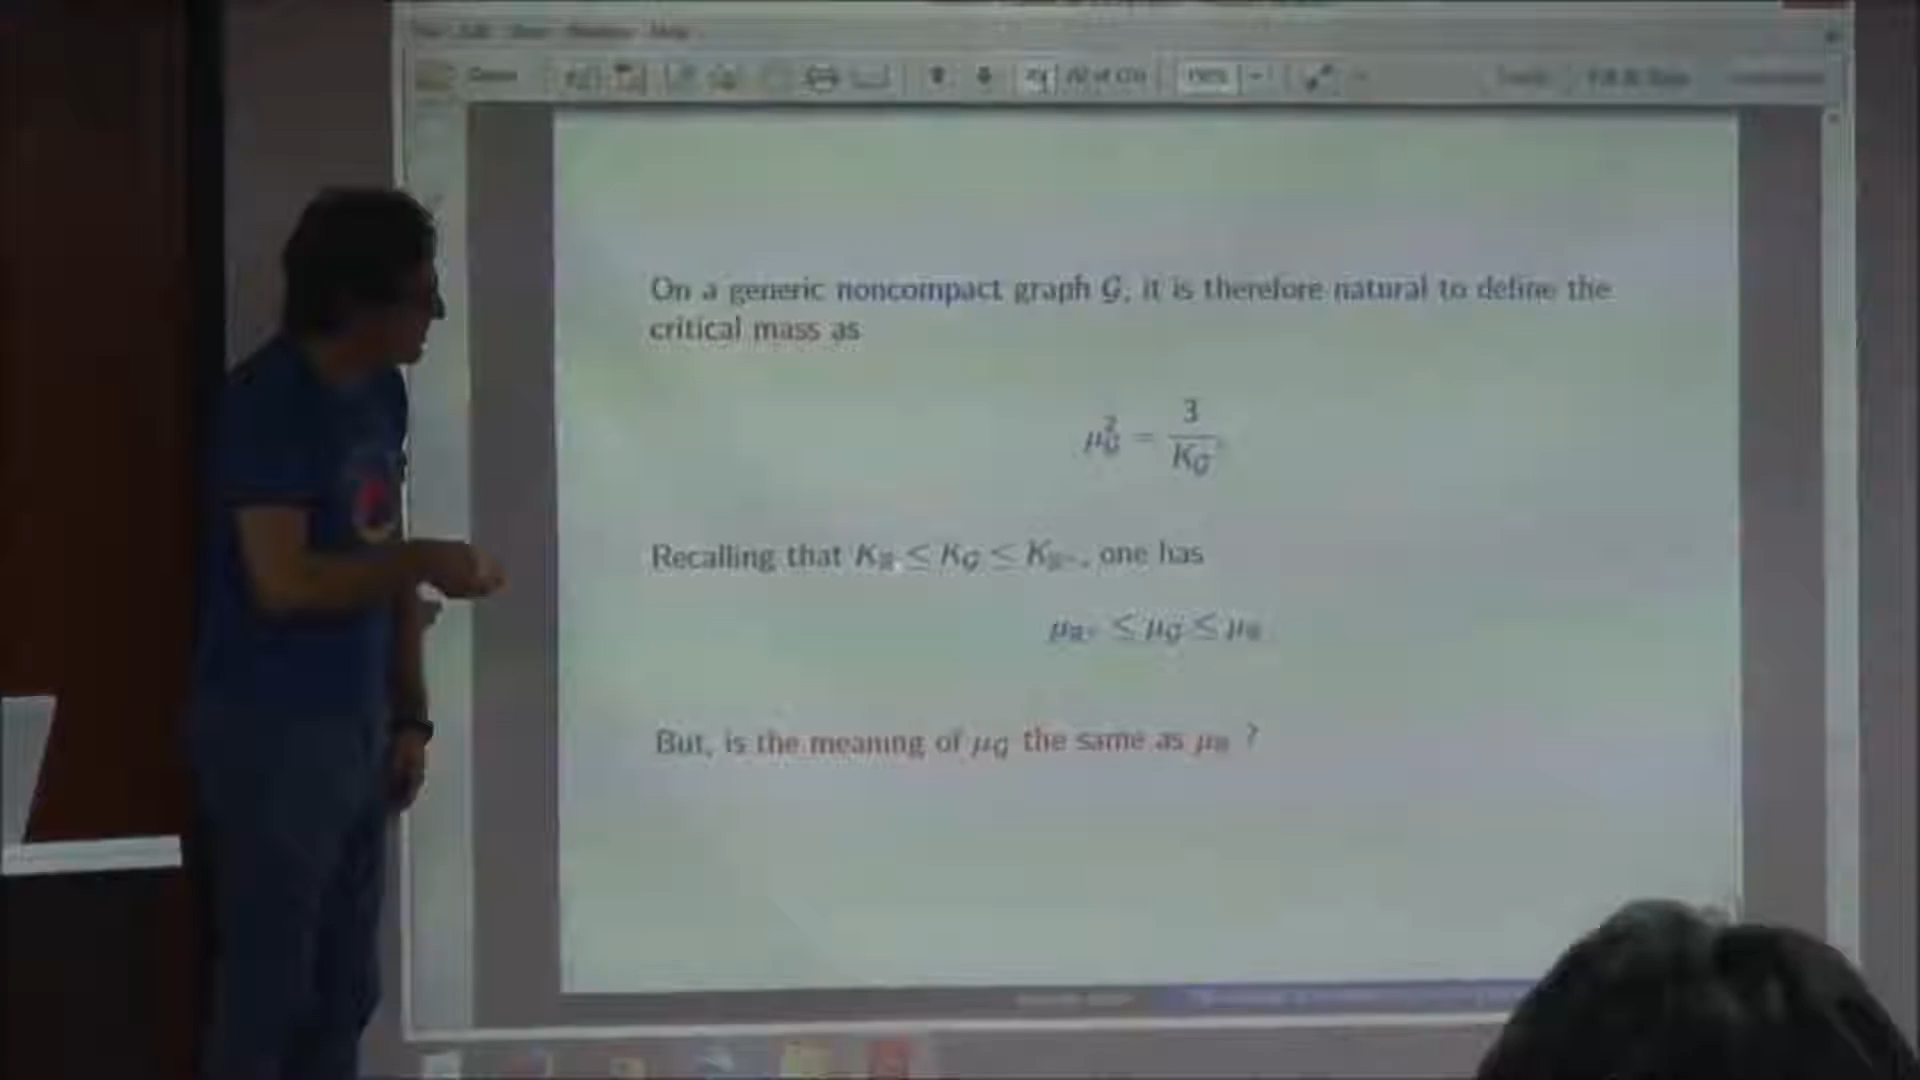 On a generic noncompact graph 𝒢, it is therefore natural to define the
critical mass as
μ²_𝒢 = 3 / K_𝒢
Recalling that K_ℝ ≤ K_𝒢 ≤ K_ℝ⁺, one has
μ_ℝ⁺ ≤ μ_𝒢 ≤ μ_ℝ
But, is the meaning of μ_𝒢 the same as μ_ℝ ?